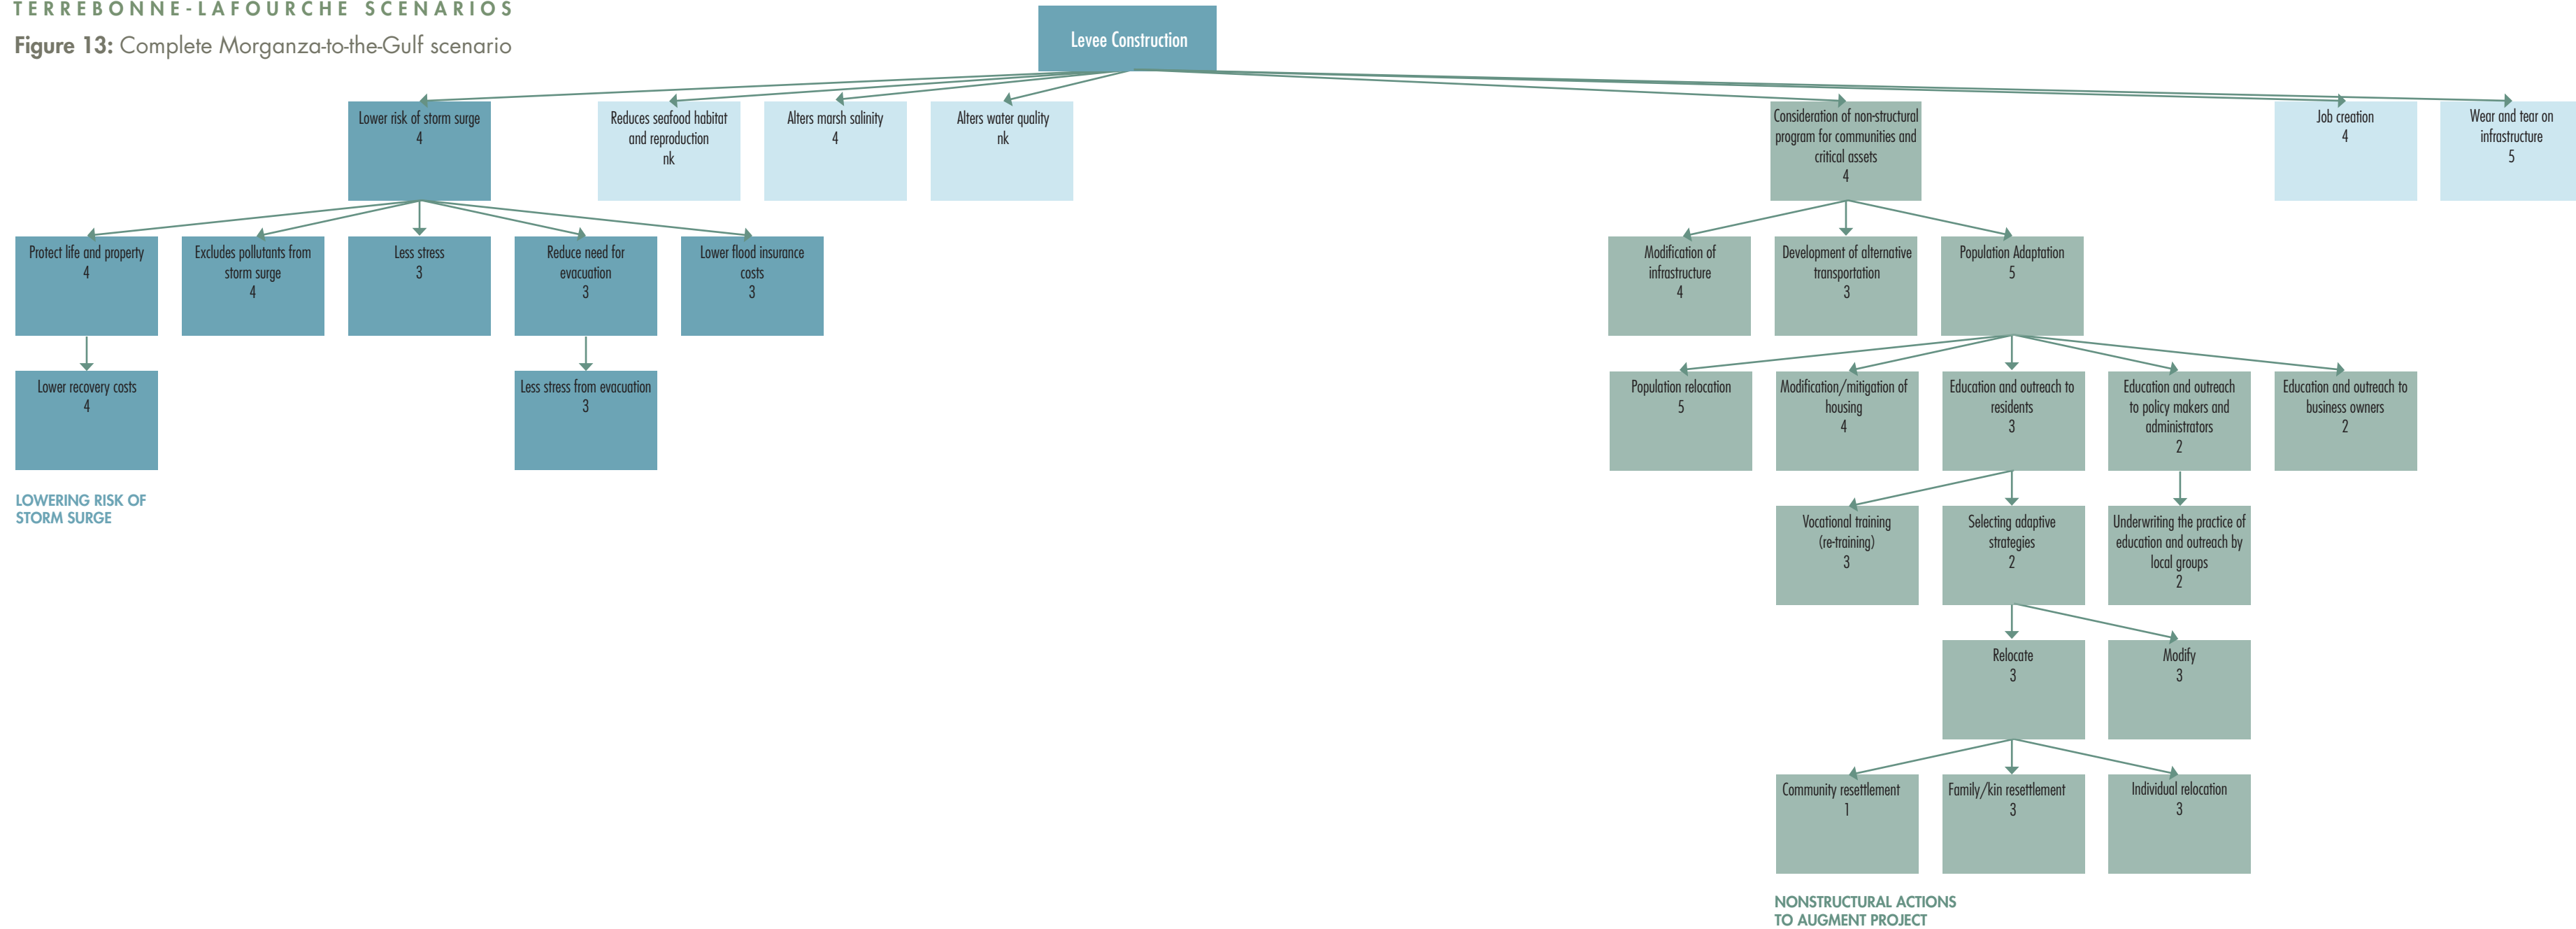 TERREBONNE-LAFOURCHE SCENARIOS
Figure 13: Complete Morganza-to-the-Gulf scenario
Levee Construction
Lower risk of storm surge
4
Reduces seafood habitat
and reproduction
nk
Alters marsh salinity
4
Alters water quality
nk
Consideration of non-structural
program for communities and
critical assets
4
Job creation
4
Wear and tear on
infrastructure
5
Protect life and property
4
Excludes pollutants from
storm surge
4
Less stress
3
Reduce need for
evacuation
3
Lower flood insurance
costs
3
Modification of
infrastructure
4
Development of alternative
transportation
3
Population Adaptation
5
Lower recovery costs
4
Less stress from evacuation
3
Population relocation
5
Modification/mitigation of
housing
4
Education and outreach to
residents
3
Education and outreach
to policy makers and
administrators
2
Education and outreach to
business owners
2
LOWERING RISK OF
STORM SURGE
Vocational training
(re-training)
3
Selecting adaptive
strategies
2
Underwriting the practice of
education and outreach by
local groups
2
Relocate
3
Modify
3
Community resettlement
1
Family/kin resettlement
3
Individual relocation
3
NONSTRUCTURAL ACTIONS
TO AUGMENT PROJECT